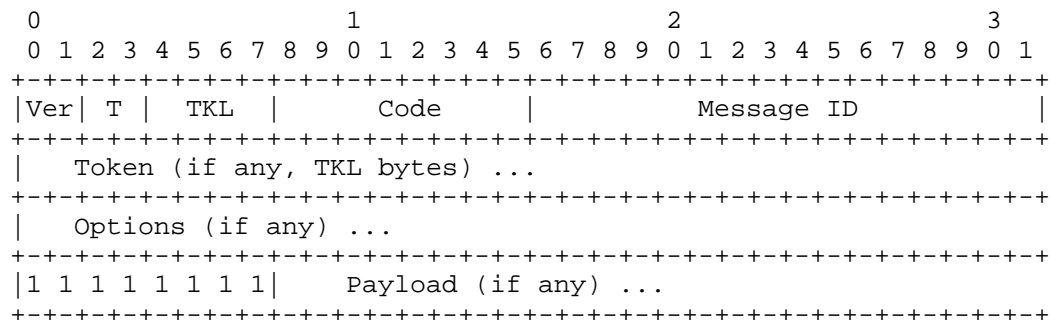 0                   1                   2                   3
 0 1 2 3 4 5 6 7 8 9 0 1 2 3 4 5 6 7 8 9 0 1 2 3 4 5 6 7 8 9 0 1
+-+-+-+-+-+-+-+-+-+-+-+-+-+-+-+-+-+-+-+-+-+-+-+-+-+-+-+-+-+-+-+-+
|Ver| T |  TKL  |      Code     |          Message ID           |
+-+-+-+-+-+-+-+-+-+-+-+-+-+-+-+-+-+-+-+-+-+-+-+-+-+-+-+-+-+-+-+-+
|   Token (if any, TKL bytes) ...
+-+-+-+-+-+-+-+-+-+-+-+-+-+-+-+-+-+-+-+-+-+-+-+-+-+-+-+-+-+-+-+-+
|   Options (if any) ...
+-+-+-+-+-+-+-+-+-+-+-+-+-+-+-+-+-+-+-+-+-+-+-+-+-+-+-+-+-+-+-+-+
|1 1 1 1 1 1 1 1|    Payload (if any) ...
+-+-+-+-+-+-+-+-+-+-+-+-+-+-+-+-+-+-+-+-+-+-+-+-+-+-+-+-+-+-+-+-+